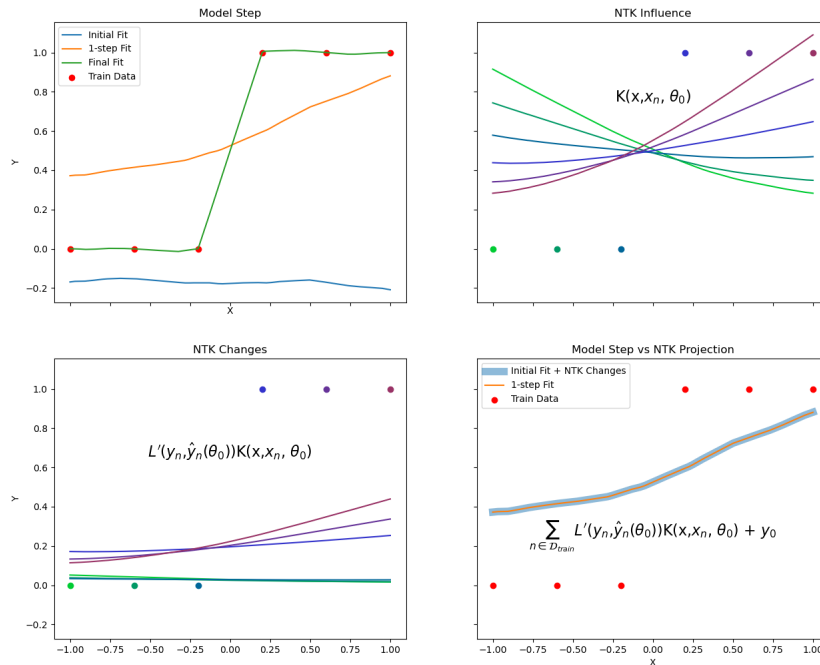 Model Step
Initial Fit
1-step Fit
Final Fit
Train Data
Y
1.0
0.8
0.6
0.4
0.2
0.0
−0.2
X
NTK Influence
K(x,xₙ, θ₀)
NTK Changes
L′(yₙ,ŷₙ(θ₀))K(x,xₙ, θ₀)
Y
1.0
0.8
0.6
0.4
0.2
0.0
−0.2
−1.00 −0.75 −0.50 −0.25 0.00 0.25 0.50 0.75 1.00
Model Step vs NTK Projection
Initial Fit + NTK Changes
1-step Fit
Train Data
∑ L′(yₙ,ŷₙ(θ₀))K(x,xₙ, θ₀) + y₀
n ∈ 𝒟train
−1.00 −0.75 −0.50 −0.25 0.00 0.25 0.50 0.75 1.00
X